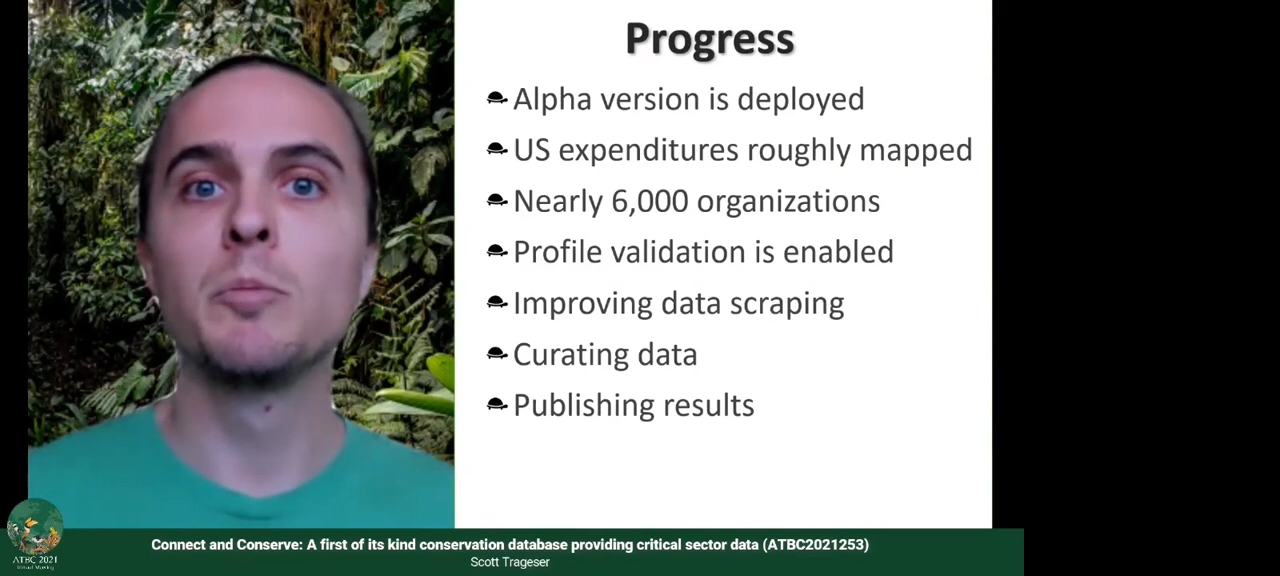 Progress
Alpha version is deployed
US expenditures roughly mapped
Nearly 6,000 organizations
Profile validation is enabled
Improving data scraping
Curating data
Publishing results
ATBC 2021
Connect and Conserve: A first of its kind conservation database providing critical sector data (ATBC2021253)
Scott Trageser